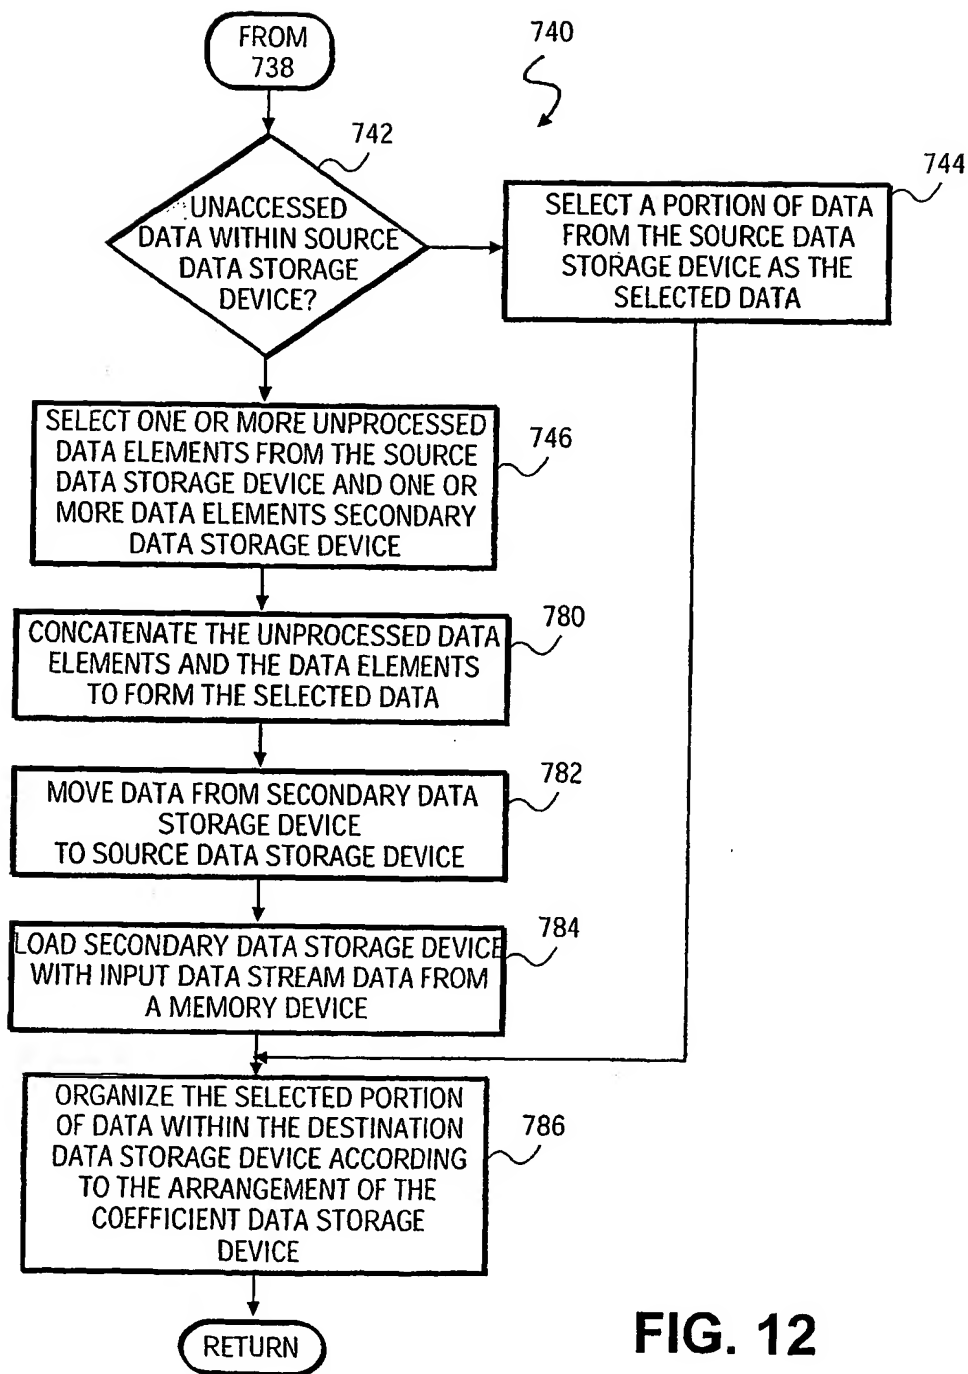 FROM
738
740
742
UNACCESSED
DATA WITHIN SOURCE
DATA STORAGE
DEVICE?
744
SELECT A PORTION OF DATA
FROM THE SOURCE DATA
STORAGE DEVICE AS THE
SELECTED DATA
SELECT ONE OR MORE UNPROCESSED
DATA ELEMENTS FROM THE SOURCE
DATA STORAGE DEVICE AND ONE OR
MORE DATA ELEMENTS SECONDARY
DATA STORAGE DEVICE
746
CONCATENATE THE UNPROCESSED DATA
ELEMENTS AND THE DATA ELEMENTS
TO FORM THE SELECTED DATA
780
MOVE DATA FROM SECONDARY DATA
STORAGE DEVICE
TO SOURCE DATA STORAGE DEVICE
782
LOAD SECONDARY DATA STORAGE DEVICE
WITH INPUT DATA STREAM DATA FROM
A MEMORY DEVICE
784
ORGANIZE THE SELECTED PORTION
OF DATA WITHIN THE DESTINATION
DATA STORAGE DEVICE ACCORDING
TO THE ARRANGEMENT OF THE
COEFFICIENT DATA STORAGE
DEVICE
786
RETURN
FIG. 12